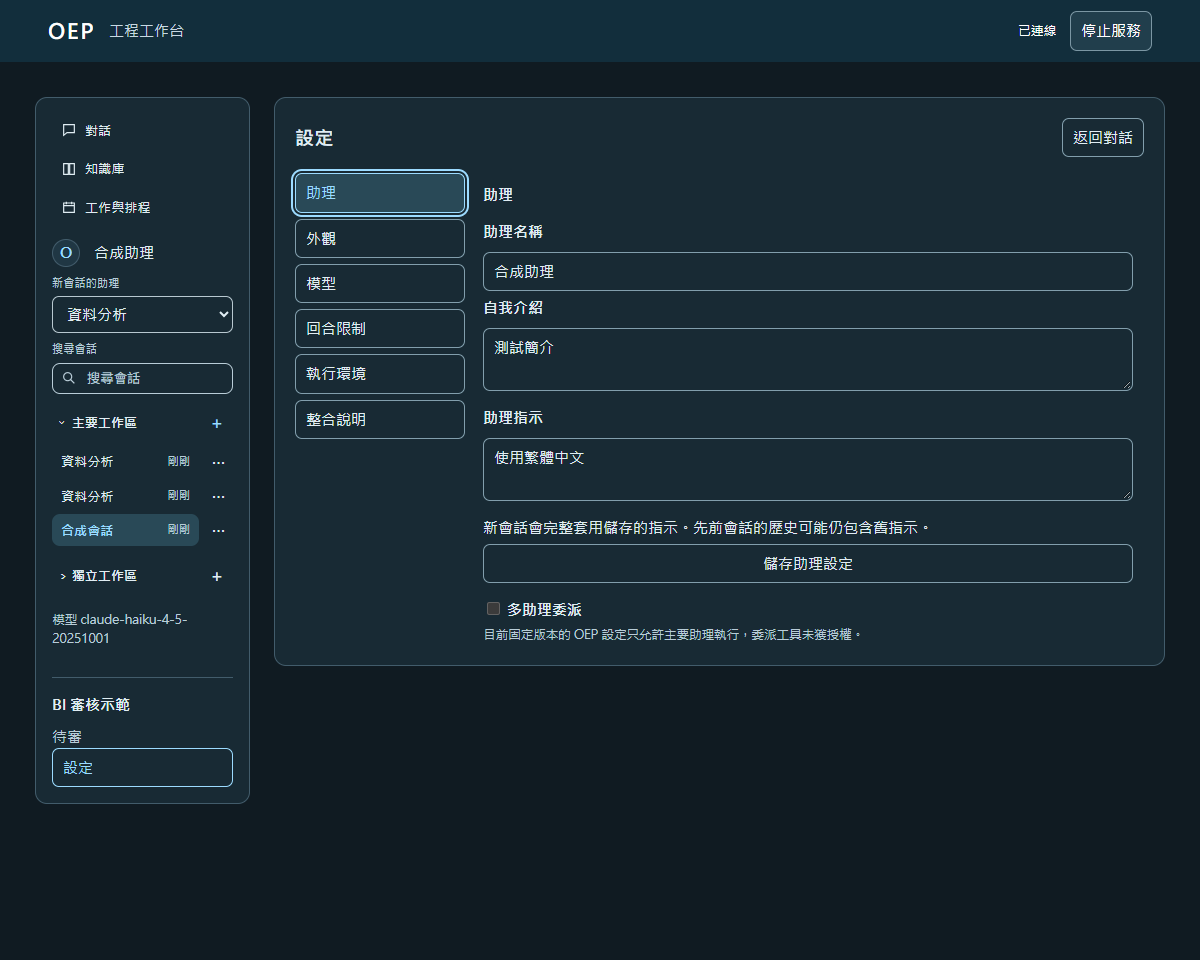 OEP 工程工作台
已連線
停止服務
對話
知識庫
工作與排程
O 合成助理
新會話的助理
資料分析
搜尋會話
搜尋會話
主要工作區 +
資料分析 剛剛 ...
資料分析 剛剛 ...
合成會話 剛剛 ...
獨立工作區 +
模型 claude-haiku-4-5-
20251001
BI 審核示範
待審
設定
設定
返回對話
助理
外觀
模型
回合限制
執行環境
整合說明
助理
助理名稱
合成助理
自我介紹
測試簡介
助理指示
使用繁體中文
新會話會完整套用儲存的指示。先前會話的歷史可能仍包含舊指示。
儲存助理設定
多助理委派
目前固定版本的 OEP 設定只允許主要助理執行，委派工具未獲授權。